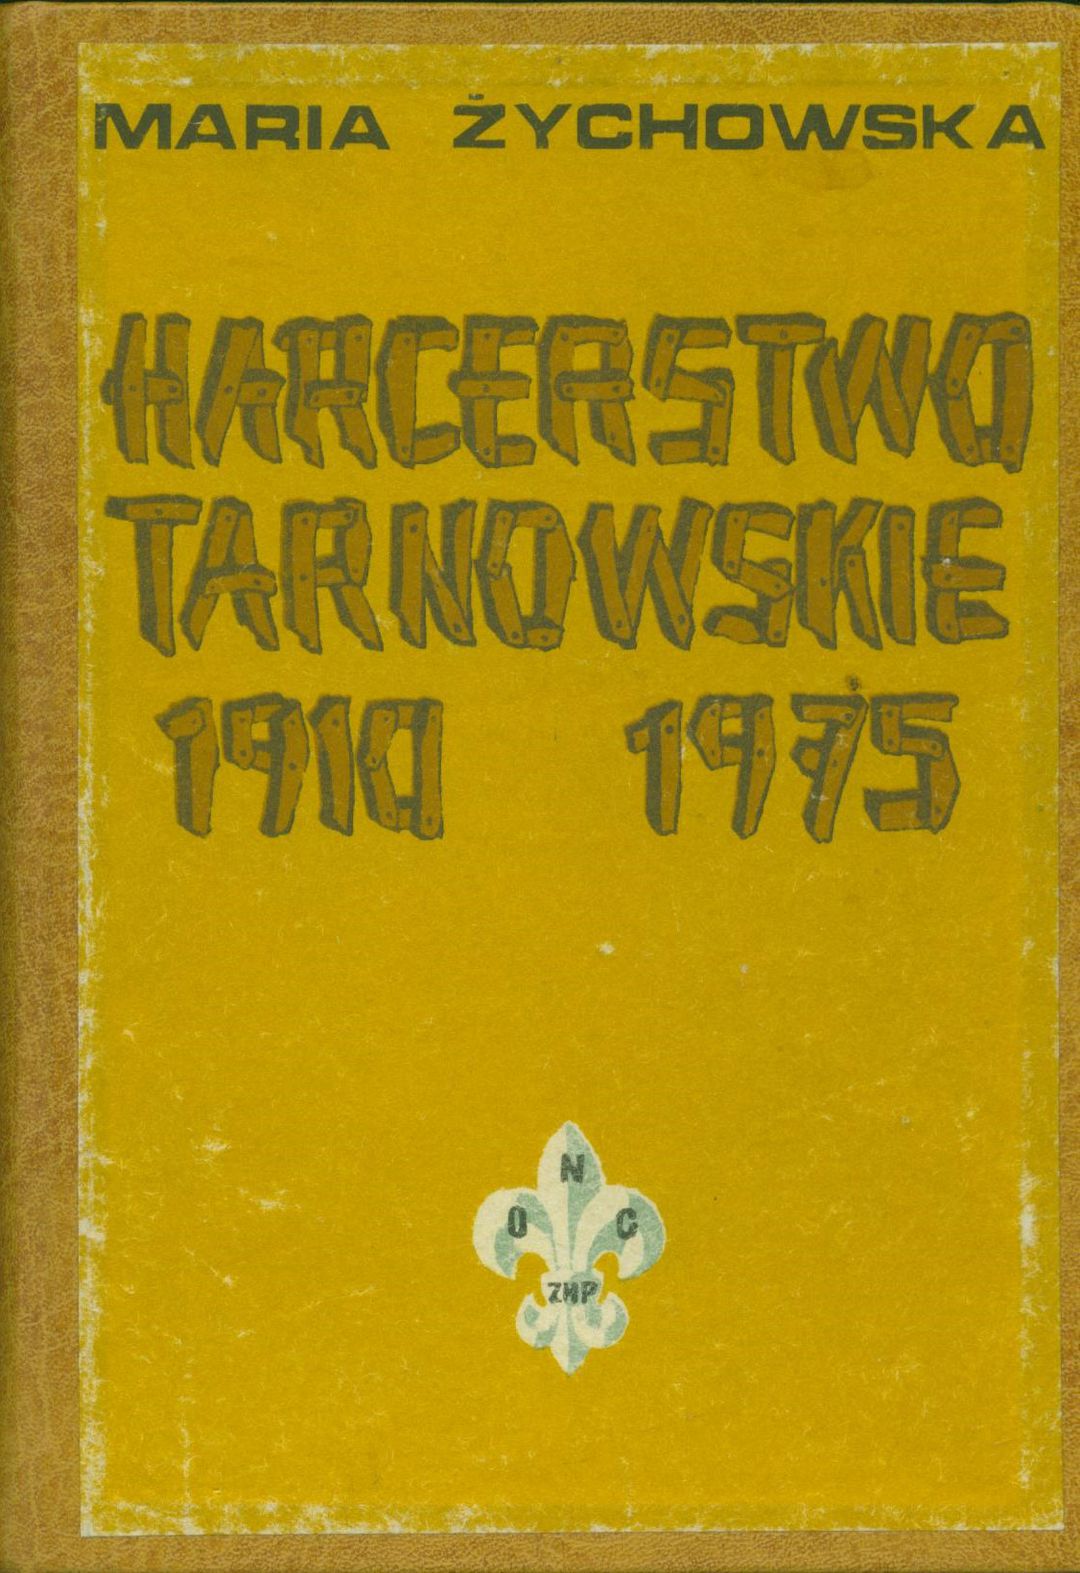 MARIA ŻYCHOWSKA
HARCERSTWO
TARNOWSKIE
1910 1975
N
O C
ZHP